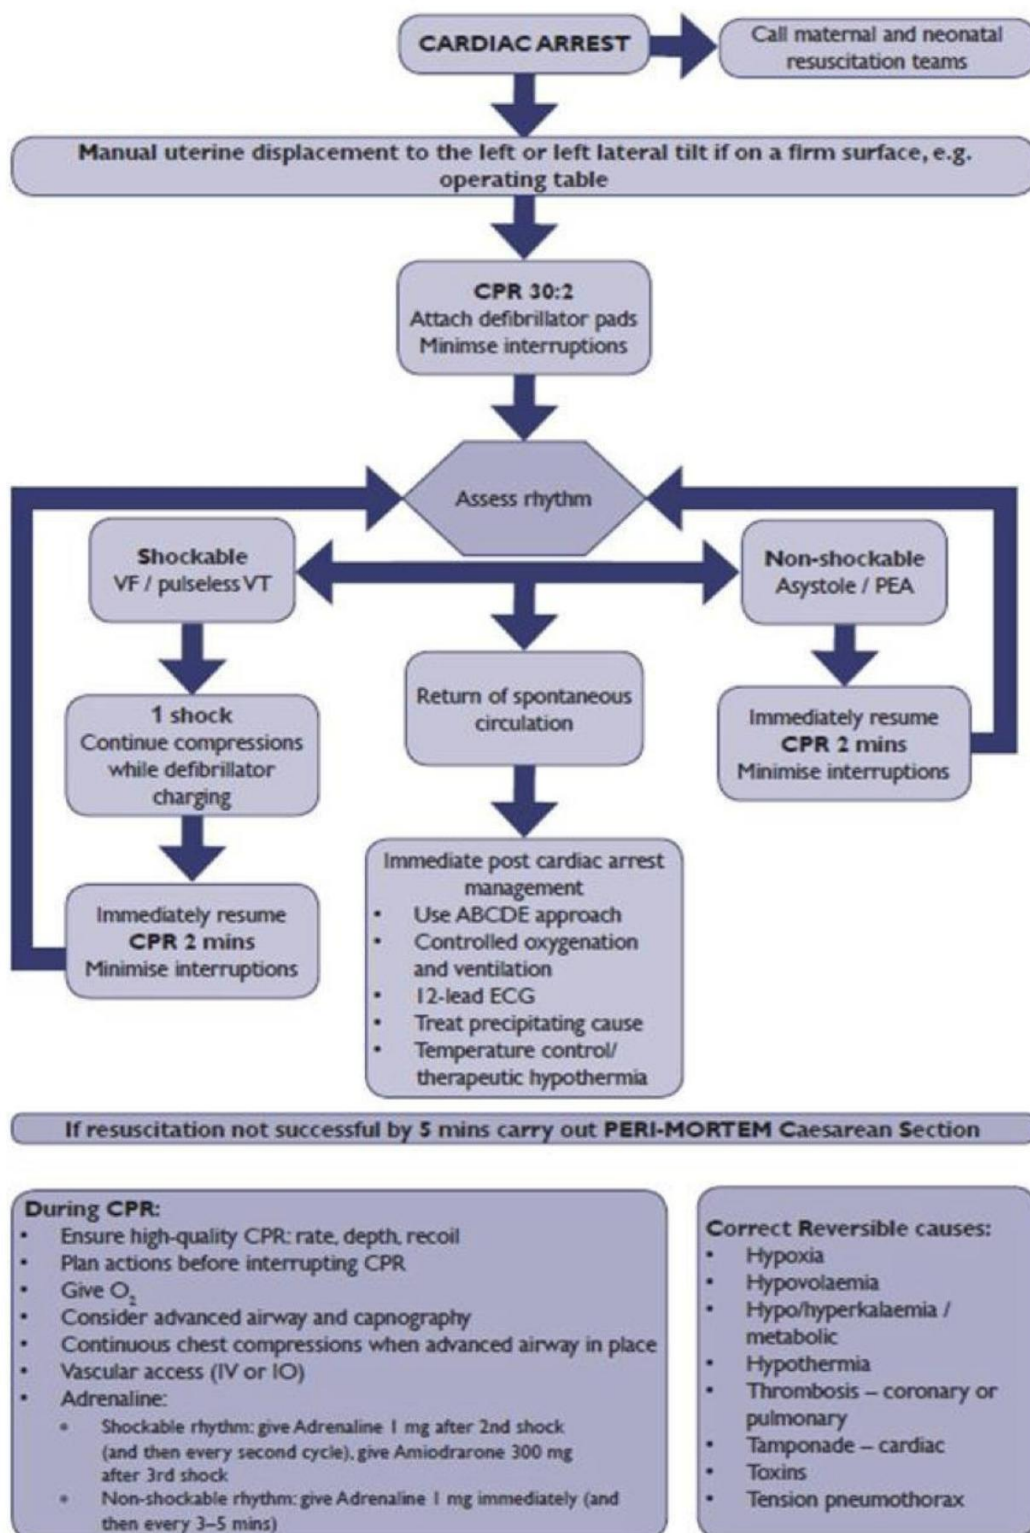 CARDIAC ARREST
Call maternal and neonatal
resuscitation teams
Manual uterine displacement to the left or left lateral tilt if on a firm surface, e.g.
operating table
CPR 30:2
Attach defibrillator pads
Minimse interruptions
Assess rhythm
Shockable
VF / pulseless VT
Non-shockable
Asystole / PEA
1 shock
Continue compressions
while defibrillator
charging
Return of spontaneous
circulation
Immediately resume
CPR 2 mins
Minimise interruptions
Immediately resume
CPR 2 mins
Minimise interruptions
Immediate post cardiac arrest
management
• Use ABCDE approach
• Controlled oxygenation
and ventilation
• 12-lead ECG
• Treat precipitating cause
• Temperature control/
therapeutic hypothermia
If resuscitation not successful by 5 mins carry out PERI-MORTEM Caesarean Section
During CPR:
• Ensure high-quality CPR: rate, depth, recoil
• Plan actions before interrupting CPR
• Give O₂
• Consider advanced airway and capnography
• Continuous chest compressions when advanced airway in place
• Vascular access (IV or IO)
• Adrenaline:
◦ Shockable rhythm: give Adrenaline 1 mg after 2nd shock
(and then every second cycle), give Amiodrarone 300 mg
after 3rd shock
◦ Non-shockable rhythm: give Adrenaline 1 mg immediately (and
then every 3–5 mins)
Correct Reversible causes:
• Hypoxia
• Hypovolaemia
• Hypo/hyperkalaemia /
metabolic
• Hypothermia
• Thrombosis – coronary or
pulmonary
• Tamponade – cardiac
• Toxins
• Tension pneumothorax